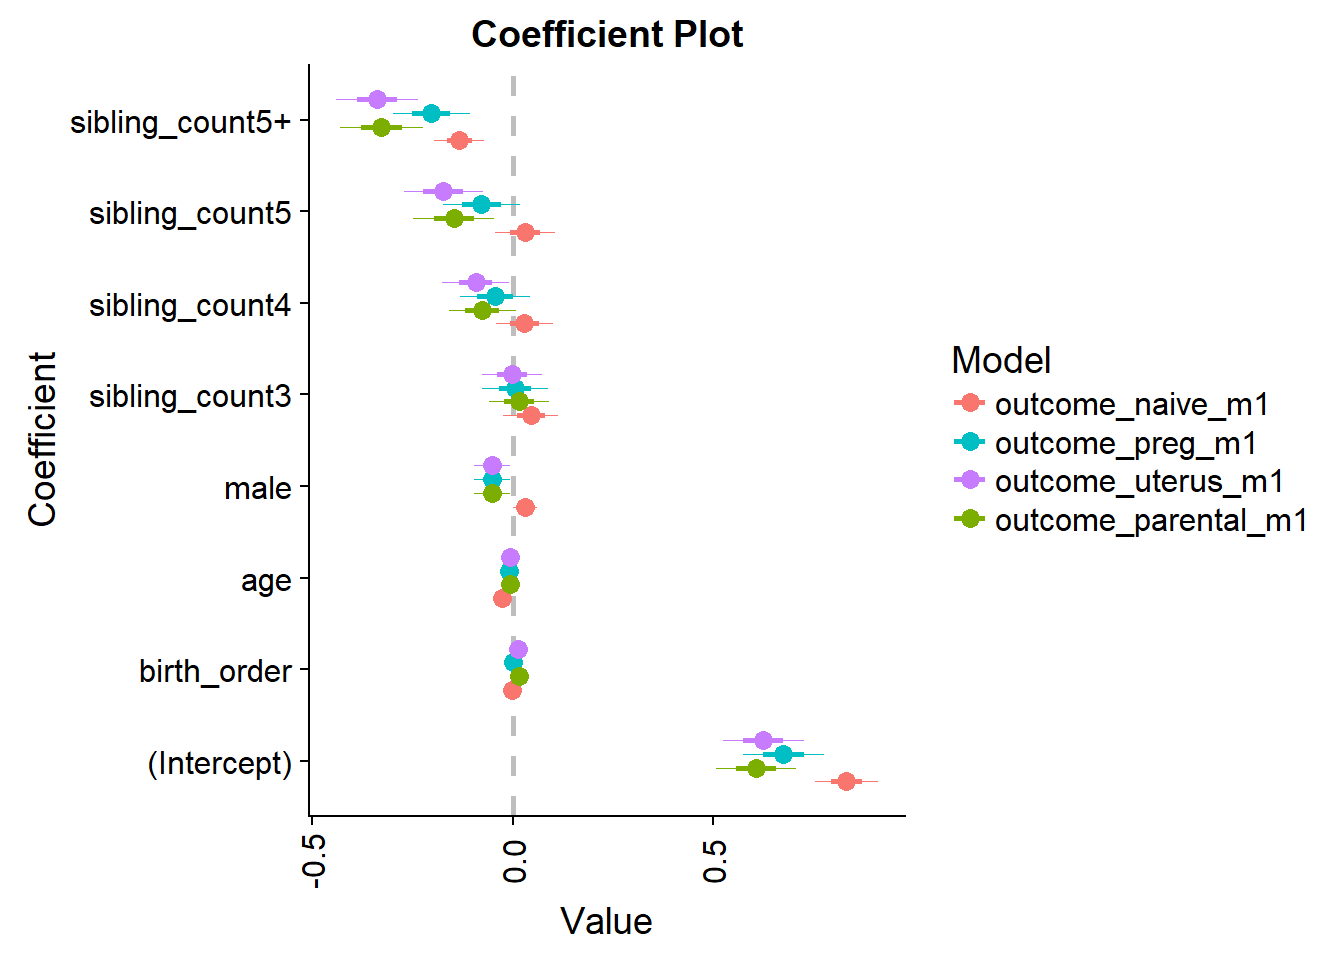 Coefficient Plot
sibling_count5+
sibling_count5
sibling_count4
sibling_count3
male
age
birth_order
(Intercept)
Coefficient
-0.5
0.0
0.5
Value
Model
outcome_naive_m1
outcome_preg_m1
outcome_uterus_m1
outcome_parental_m1